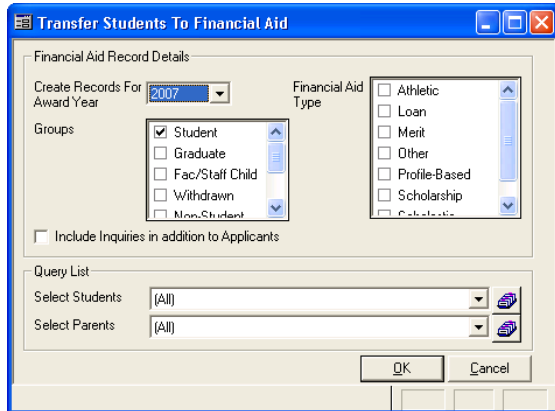 Transfer Students To Financial Aid
Financial Aid Record Details
Create Records For
Award Year
2007
Financial Aid
Type
Athletic
Loan
Merit
Other
Profile-Based
Scholarship
Scholastic
Groups
Student
Graduate
Fac/Staff Child
Withdrawn
Non-Student
Include Inquiries in addition to Applicants
Query List
Select Students
(All)
Select Parents
(All)
OK
Cancel